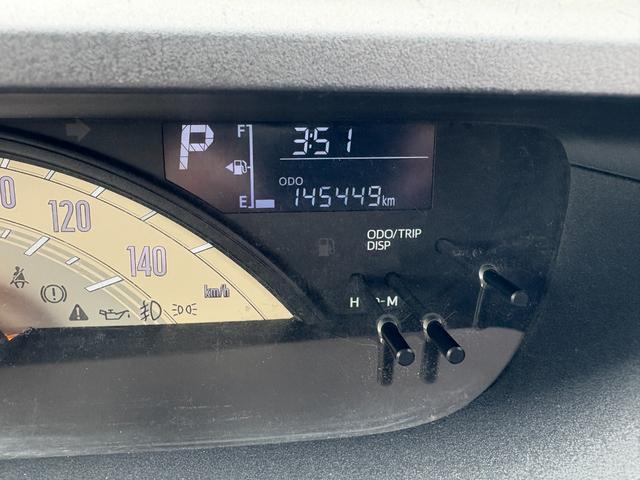 P
F
3:51
ODO
E
145449km
120
140
km/h
ODO/TRIP
DISP
H
-M